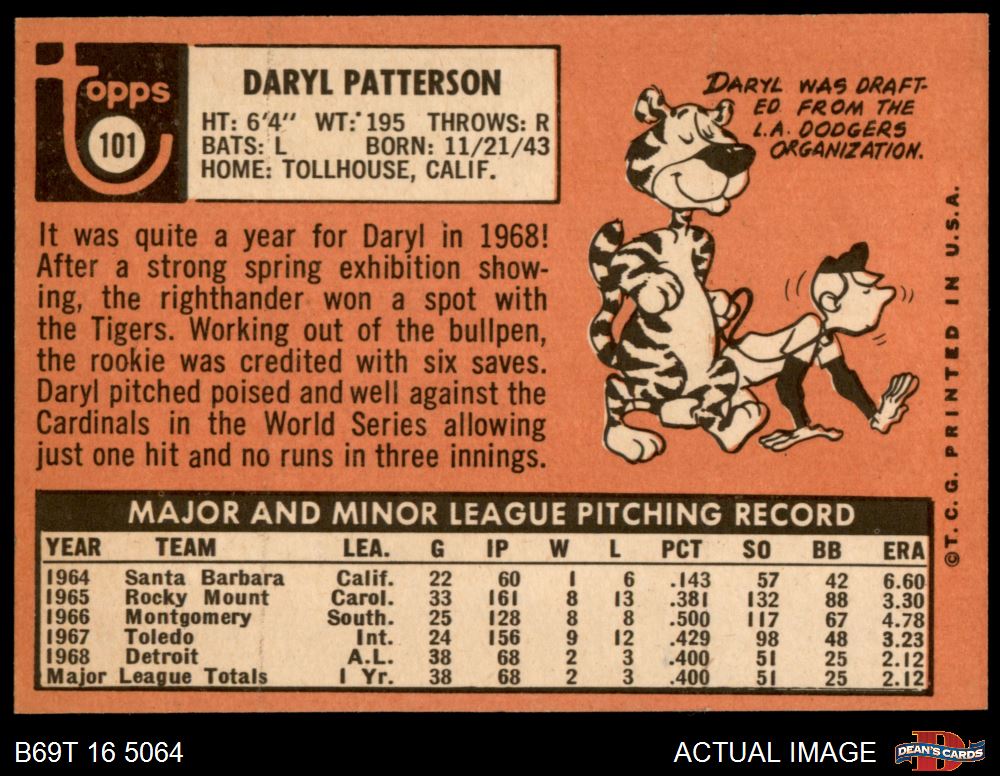 topps
101
DARYL PATTERSON
HT: 6'4" WT: 195 THROWS: R
BATS: L BORN: 11/21/43
HOME: TOLLHOUSE, CALIF.
DARYL WAS DRAFT-
ED FROM THE
L.A. DODGERS
ORGANIZATION.
It was quite a year for Daryl in 1968!
After a strong spring exhibition show-
ing, the righthander won a spot with
the Tigers. Working out of the bullpen,
the rookie was credited with six saves.
Daryl pitched poised and well against the
Cardinals in the World Series allowing
just one hit and no runs in three innings.
©T.C.G. PRINTED IN U.S.A.
MAJOR AND MINOR LEAGUE PITCHING RECORD
YEAR TEAM LEA. G IP W L PCT SO BB ERA
1964 Santa Barbara Calif. 22 60 1 6 .143 57 42 6.60
1965 Rocky Mount Carol. 33 161 8 13 .381 132 88 3.30
1966 Montgomery South. 25 128 8 8 .500 117 67 4.78
1967 Toledo Int. 24 156 9 12 .429 98 48 3.23
1968 Detroit A.L. 38 68 2 3 .400 51 25 2.12
Major League Totals 1 Yr. 38 68 2 3 .400 51 25 2.12
B69T 16 5064
ACTUAL IMAGE
D
DEAN'S CARDS